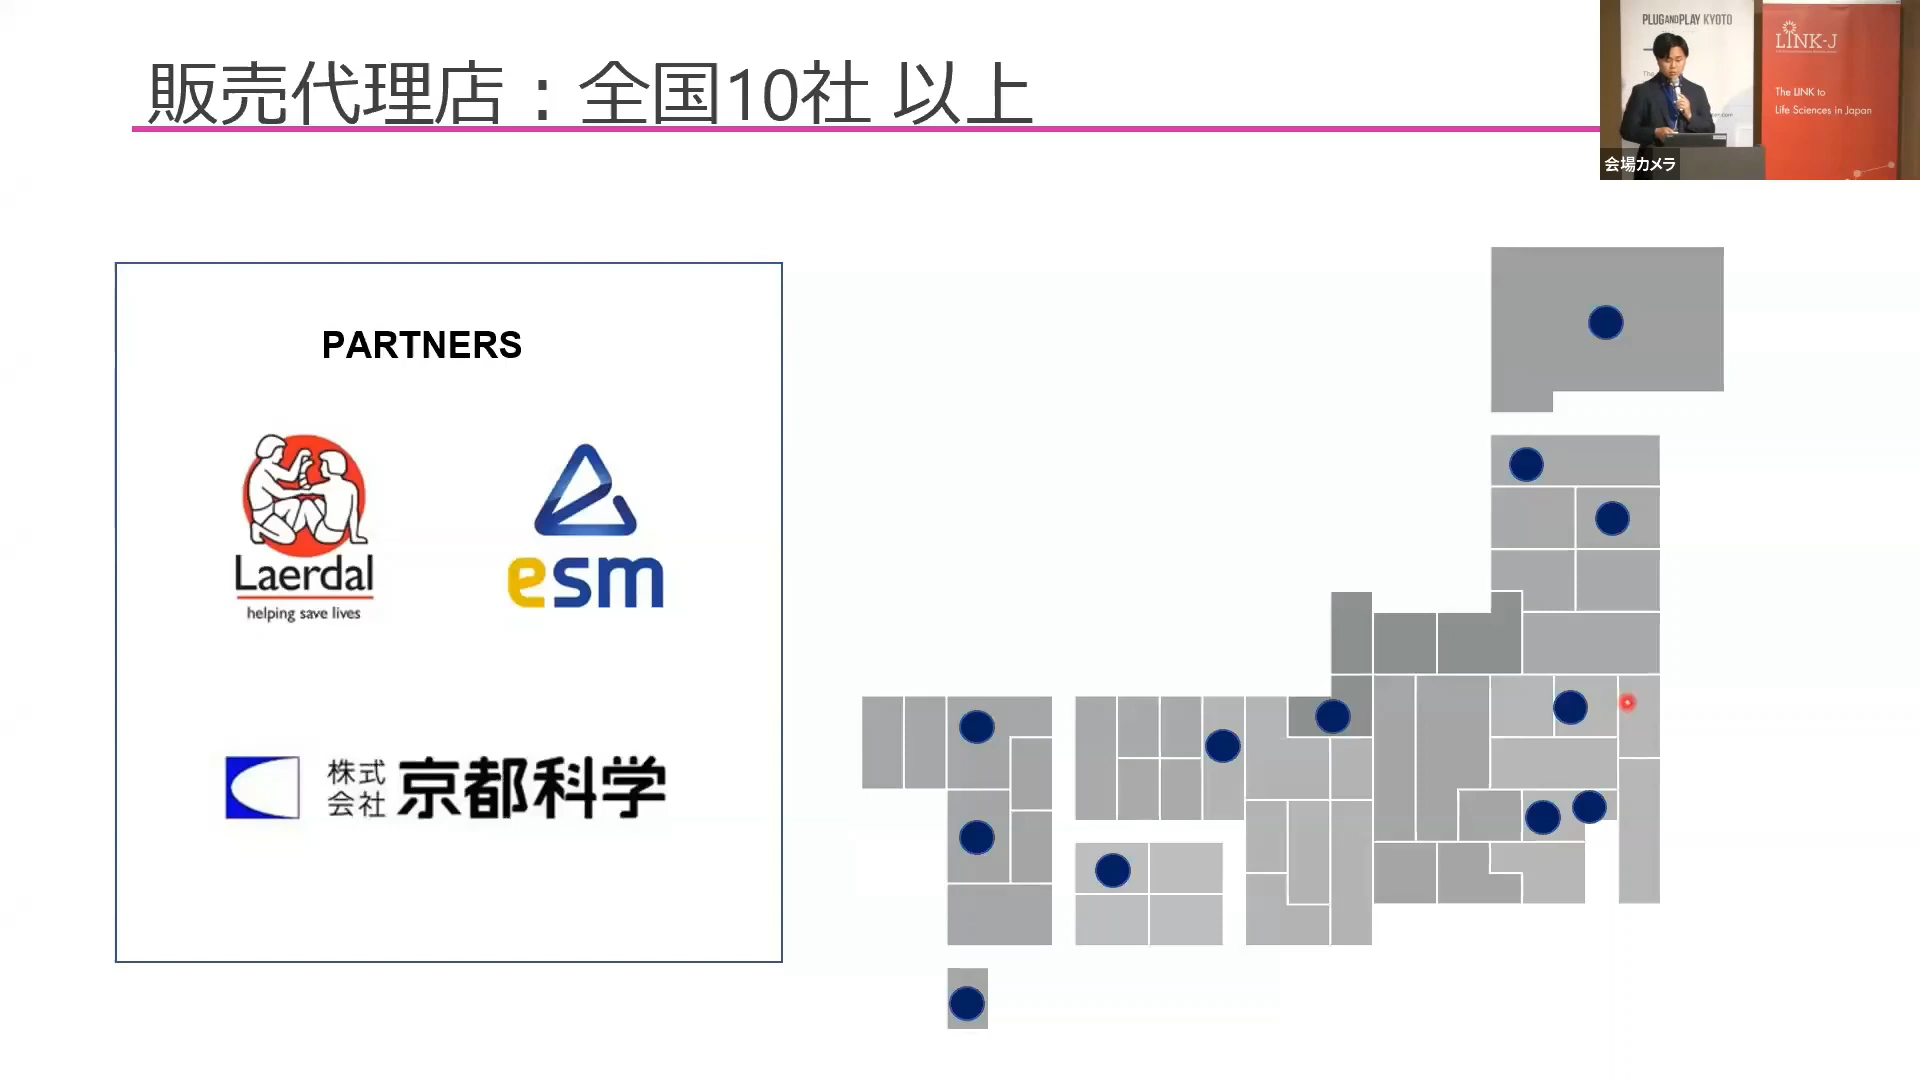 販売代理店：全国10社 以上
PLUGANDPLAY KYOTO
LINK-J
The LINK to
Life Sciences in Japan
会場カメラ
PARTNERS
Laerdal
helping save lives
esm
株式会社 京都科学